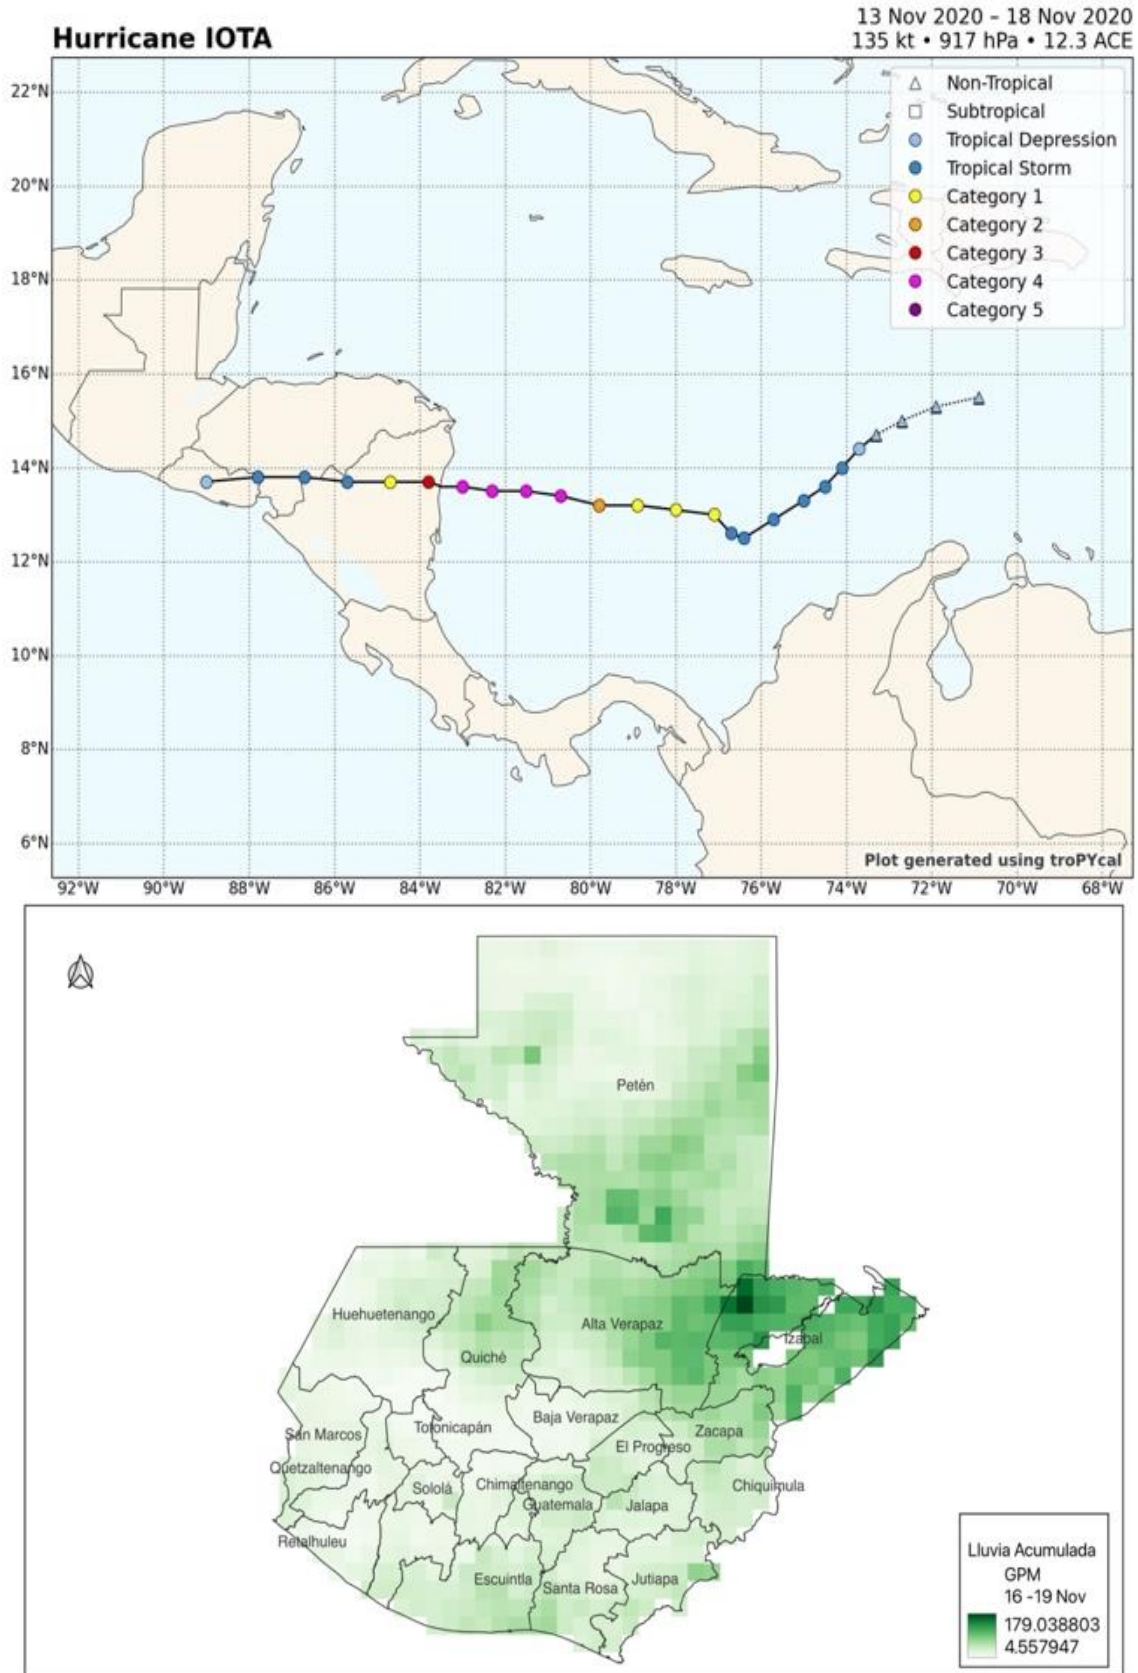 Hurricane IOTA
13 Nov 2020 – 18 Nov 2020
135 kt • 917 hPa • 12.3 ACE
Non-Tropical
Subtropical
Tropical Depression
Tropical Storm
Category 1
Category 2
Category 3
Category 4
Category 5
22°N
20°N
18°N
16°N
14°N
12°N
10°N
8°N
6°N
Plot generated using troPYcal
92°W 90°W 88°W 86°W 84°W 82°W 80°W 78°W 76°W 74°W 72°W 70°W 68°W
Petén
Huehuetenango
Alta Verapaz
Izabal
Quiché
Baja Verapaz
Totonicapán
San Marcos
Zacapa
El Progreso
Quetzaltenango
Chimaltenango
Chiquimula
Sololá
Guatemala
Jalapa
Retalhuleu
Escuintla
Santa Rosa
Jutiapa
Lluvia Acumulada
GPM
16 -19 Nov
179.038803
4.557947